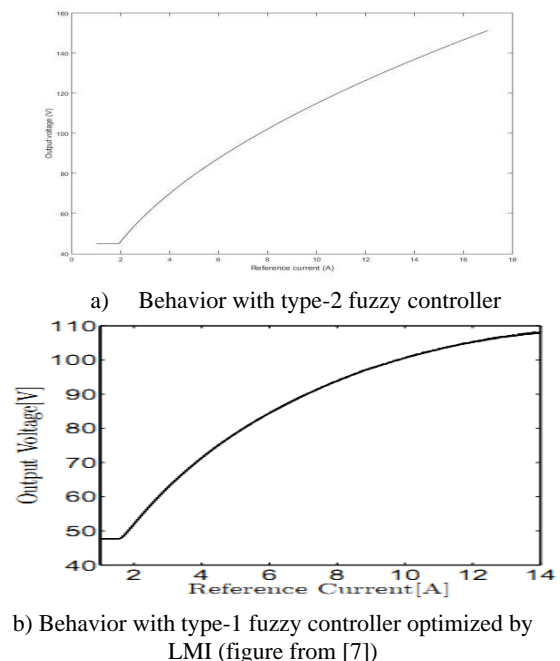 160
140
120
100
80
60
40
Output voltage (V)
0 2 4 6 8 10 12 14 16 18
Reference current (A)
a) Behavior with type-2 fuzzy controller
110
100
90
80
70
60
50
40
Output Voltage[V]
2 4 6 8 10 12 14
Reference Current[A]
b) Behavior with type-1 fuzzy controller optimized by
LMI (figure from [7])